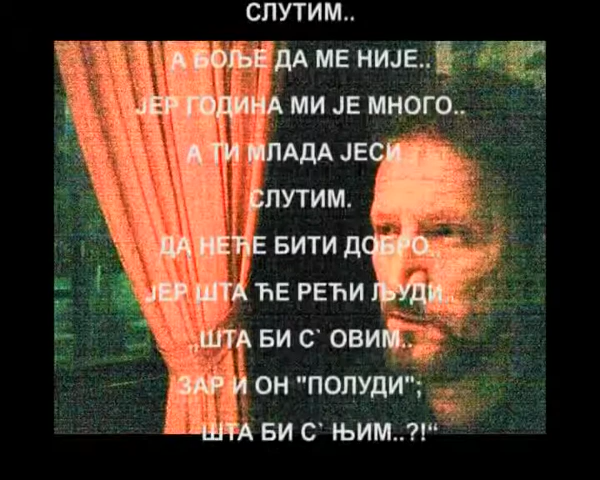 СЛУТИМ..
А БОЉЕ ДА МЕ НИЈЕ..
ЈЕР ГОДИНА МИ ЈЕ МНОГО..
А ТИ МЛАДА ЈЕСИ..
СЛУТИМ.
ДА НЕЋЕ БИТИ ДОБРО..
ЈЕР ШТА ЋЕ РЕЋИ ЉУДИ..
„ШТА БИ С` ОВИМ..
ЗАР И ОН "ПОЛУДИ";
ШТА БИ С` ЊИМ..?!“